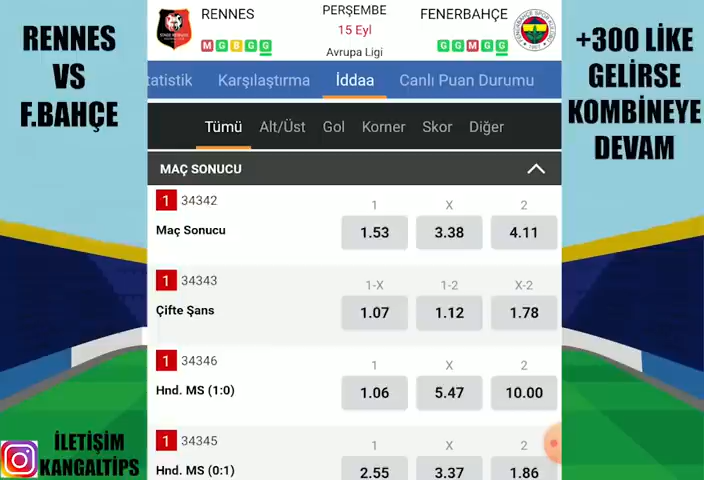 RENNES
VS
F.BAHÇE
RENNES
M G B G G
PERŞEMBE
15 Eyl
Avrupa Ligi
FENERBAHÇE
G G M G G
+300 LİKE
GELİRSE
KOMBİNEYE
DEVAM
tatistik Karşılaştırma İddaa Canlı Puan Durumu
Tümü Alt/Üst Gol Korner Skor Diğer
MAÇ SONUCU
1 34342
1 X 2
Maç Sonucu 1.53 3.38 4.11
1 34343
1-X 1-2 X-2
Çifte Şans 1.07 1.12 1.78
1 34346
1 X 2
Hnd. MS (1:0) 1.06 5.47 10.00
1 34345
1 X 2
Hnd. MS (0:1) 2.55 3.37 1.86
İLETİŞİM
KANGALTİPS